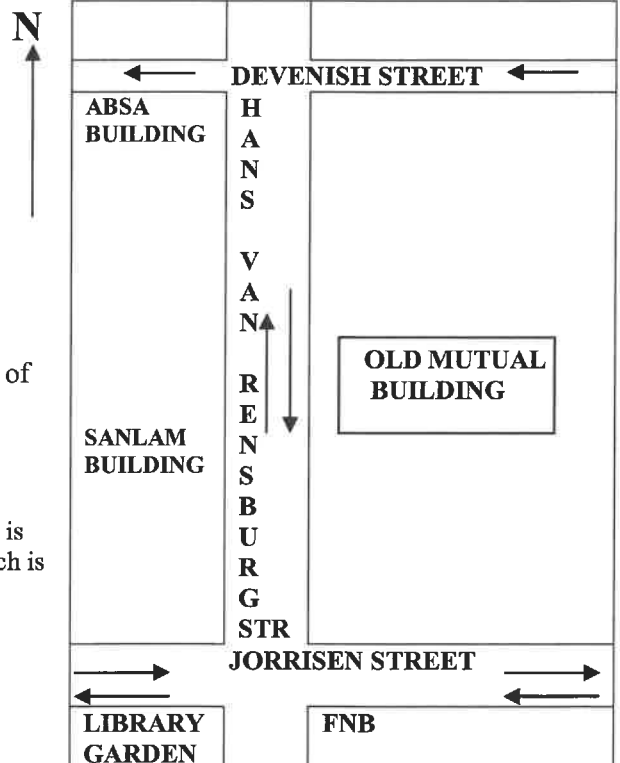 N
DEVENISH STREET
ABSA
BUILDING
H
A
N
S
V
A
N
R
E
N
S
B
U
R
G
STR
OLD MUTUAL
BUILDING
of
SANLAM
BUILDING
is
ch is
JORRISEN STREET
LIBRARY
GARDEN
FNB